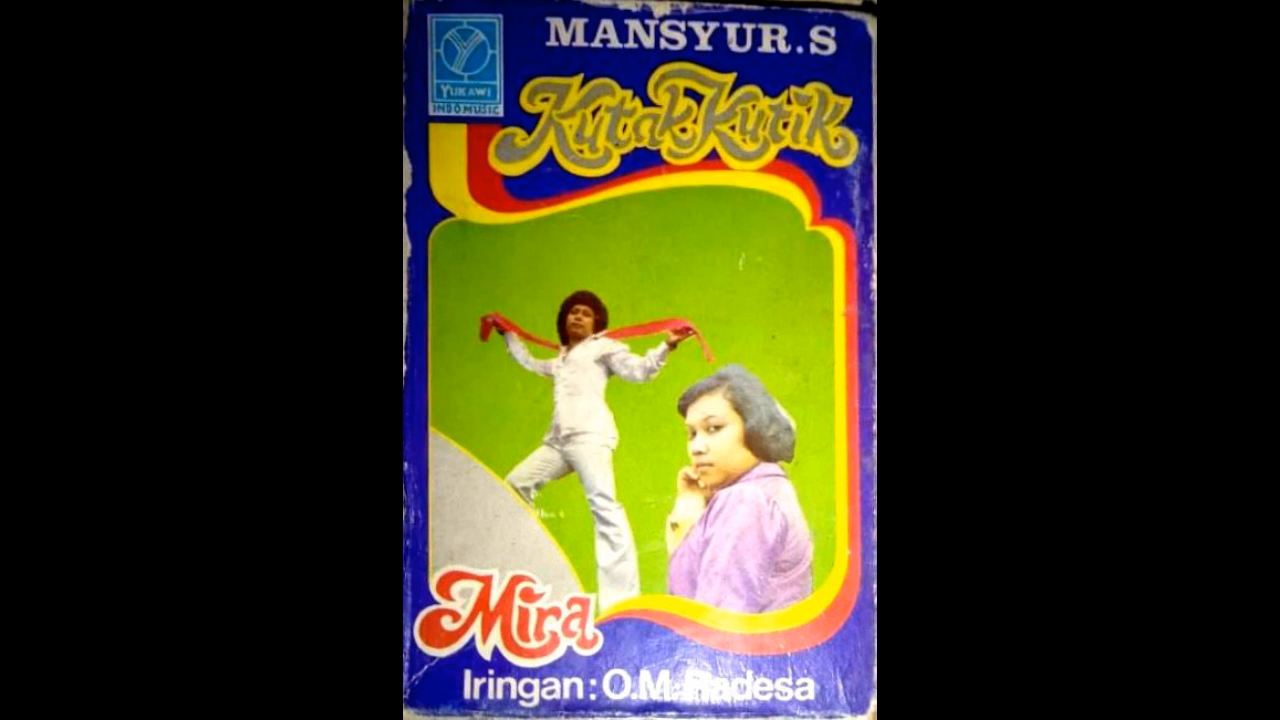 MANSYUR.S
YUKAWI
INDOMUSIC
Kutak Kutik
Mira
Iringan: O.M. Radesa